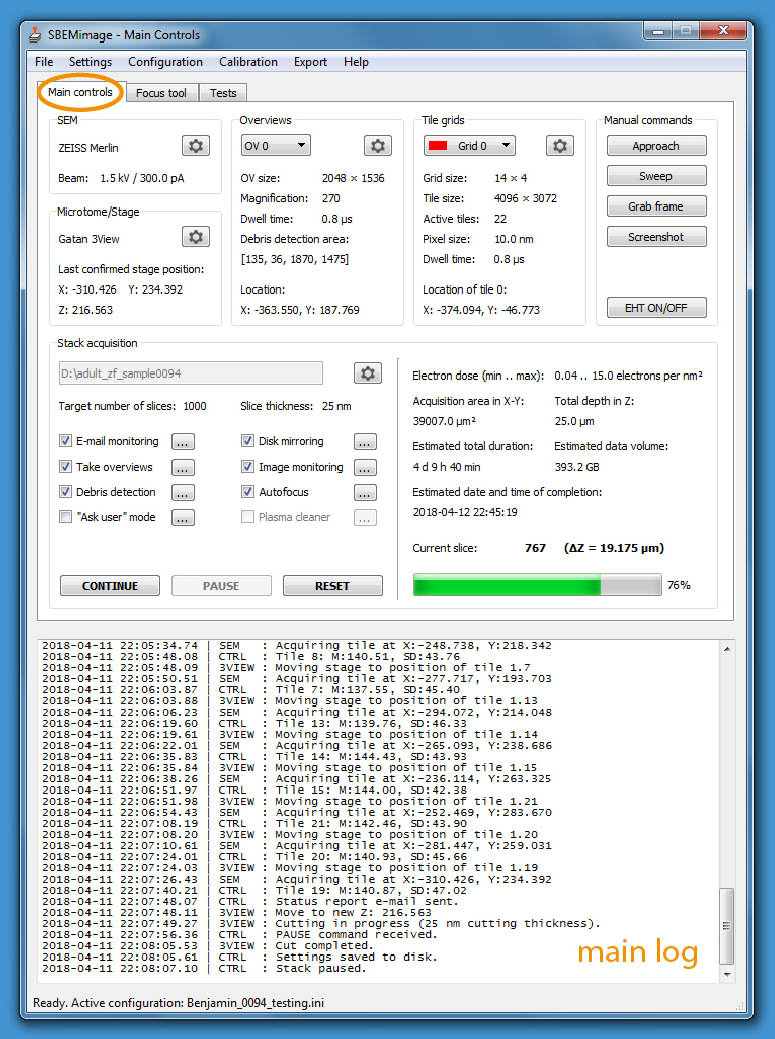 SBEMimage - Main Controls
File Settings Configuration Calibration Export Help
Main controls Focus tool Tests
SEM
ZEISS Merlin
Beam: 1.5 kV / 300.0 pA
Microtome/Stage
Gatan 3View
Last confirmed stage position:
X: -310.426 Y: 234.392
Z: 216.563
Overviews
OV 0
OV size: 2048 × 1536
Magnification: 270
Dwell time: 0.8 µs
Debris detection area:
[135, 36, 1870, 1475]
Location:
X: -363.550, Y: 187.769
Tile grids
Grid 0
Grid size: 14 × 4
Tile size: 4096 × 3072
Active tiles: 22
Pixel size: 10.0 nm
Dwell time: 0.8 µs
Location of tile 0:
X: -374.094, Y: -46.773
Manual commands
Approach
Sweep
Grab frame
Screenshot
EHT ON/OFF
Stack acquisition
D:\adult_zf_sample0094
Target number of slices: 1000 Slice thickness: 25 nm
E-mail monitoring ... Disk mirroring ...
Take overviews ... Image monitoring ...
Debris detection ... Autofocus ...
"Ask user" mode ... Plasma cleaner ...
CONTINUE PAUSE RESET
Electron dose (min .. max): 0.04 .. 15.0 electrons per nm²
Acquisition area in X-Y: Total depth in Z:
39007.0 µm² 25.0 µm
Estimated total duration: Estimated data volume:
4 d 9 h 40 min 393.2 GB
Estimated date and time of completion:
2018-04-12 22:45:19
Current slice: 767 (ΔZ = 19.175 µm)
76%
2018-04-11 22:05:34.74 | SEM : Acquiring tile at X:-248.738, Y:218.342
2018-04-11 22:05:48.08 | CTRL : Tile 8: M:140.51, SD:43.76
2018-04-11 22:05:48.09 | 3VIEW : Moving stage to position of tile 1.7
2018-04-11 22:05:50.51 | SEM : Acquiring tile at X:-277.717, Y:193.703
2018-04-11 22:06:03.87 | CTRL : Tile 7: M:137.55, SD:45.40
2018-04-11 22:06:03.88 | 3VIEW : Moving stage to position of tile 1.13
2018-04-11 22:06:06.23 | SEM : Acquiring tile at X:-294.072, Y:214.048
2018-04-11 22:06:19.60 | CTRL : Tile 13: M:139.76, SD:46.33
2018-04-11 22:06:19.61 | 3VIEW : Moving stage to position of tile 1.14
2018-04-11 22:06:22.01 | SEM : Acquiring tile at X:-265.093, Y:238.686
2018-04-11 22:06:35.83 | CTRL : Tile 14: M:144.43, SD:43.93
2018-04-11 22:06:35.84 | 3VIEW : Moving stage to position of tile 1.15
2018-04-11 22:06:38.26 | SEM : Acquiring tile at X:-236.114, Y:263.325
2018-04-11 22:06:51.97 | CTRL : Tile 15: M:144.00, SD:42.38
2018-04-11 22:06:51.98 | 3VIEW : Moving stage to position of tile 1.21
2018-04-11 22:06:54.43 | SEM : Acquiring tile at X:-252.469, Y:283.670
2018-04-11 22:07:08.19 | CTRL : Tile 21: M:142.46, SD:43.90
2018-04-11 22:07:08.20 | 3VIEW : Moving stage to position of tile 1.20
2018-04-11 22:07:10.61 | SEM : Acquiring tile at X:-281.447, Y:259.031
2018-04-11 22:07:24.01 | CTRL : Tile 20: M:140.93, SD:45.66
2018-04-11 22:07:24.03 | 3VIEW : Moving stage to position of tile 1.19
2018-04-11 22:07:26.43 | SEM : Acquiring tile at X:-310.426, Y:234.392
2018-04-11 22:07:40.21 | CTRL : Tile 19: M:140.87, SD:47.02
2018-04-11 22:07:48.07 | CTRL : Status report e-mail sent.
2018-04-11 22:07:48.11 | 3VIEW : Move to new Z: 216.563
2018-04-11 22:07:49.27 | 3VIEW : Cutting in progress (25 nm cutting thickness).
2018-04-11 22:07:56.36 | CTRL : PAUSE command received.
2018-04-11 22:08:05.53 | 3VIEW : Cut completed.
2018-04-11 22:08:05.61 | CTRL : Settings saved to disk.
2018-04-11 22:08:07.10 | CTRL : Stack paused.
main log
Ready. Active configuration: Benjamin_0094_testing.ini